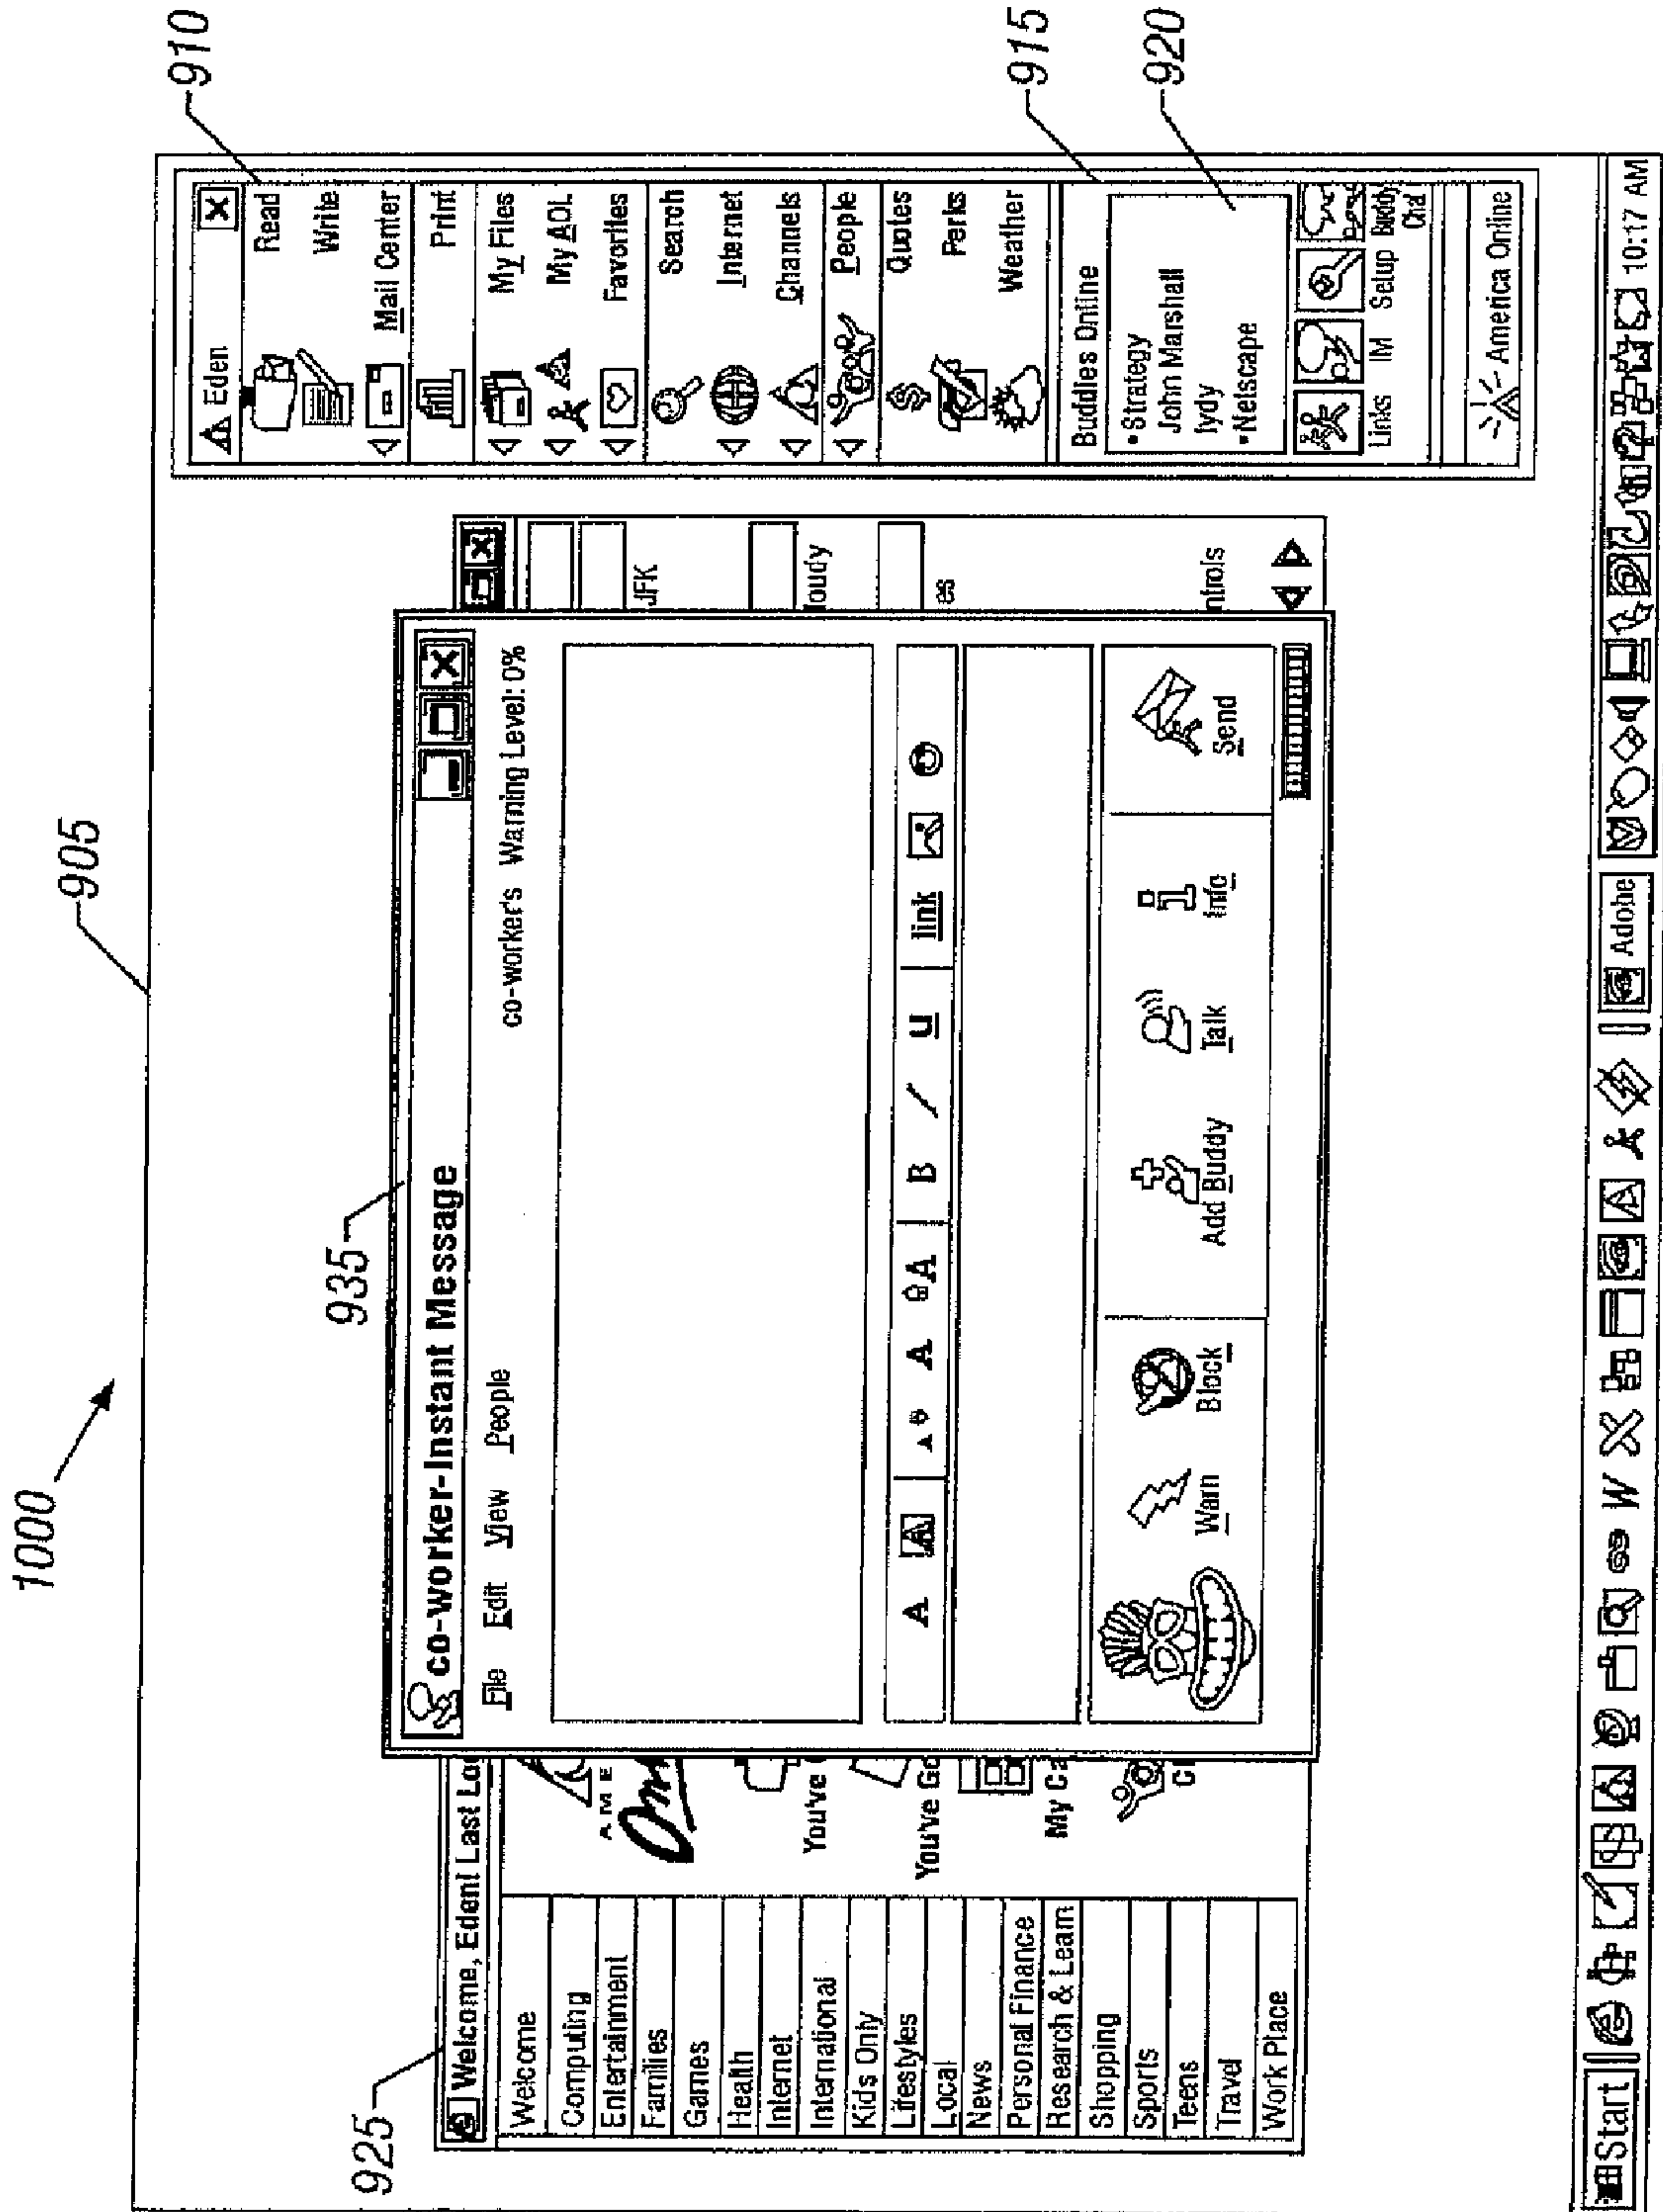 1000
905
935
925
910
915
920
Welcome, Edenl Last Lo
Welcome
Computing
Entertainment
Families
Games
Health
Internet
International
Kids Only
Lifestyles
Local
News
Personal Finance
Research & Learn
Shopping
Sports
Teens
Travel
Work Place
AME
You've
You've Go
My Ca
co-worker-Instant Message
File Edit View People
co-worker's Warning Level: 0%
A A A A A B / u link
Warn Block Add Buddy Talk Info Send
JFK
loudy
es
ntrols
Eden
Read
Write
Mail Center
Print
My Files
My AOL
Favorites
Search
Internet
Channels
People
Quotes
Perks
Weather
Buddies Online
•Strategy
John Marshall
lydy
•Netscape
Links IM Setup Buddy Chat
America Online
Start W X Adobe 10:17 AM